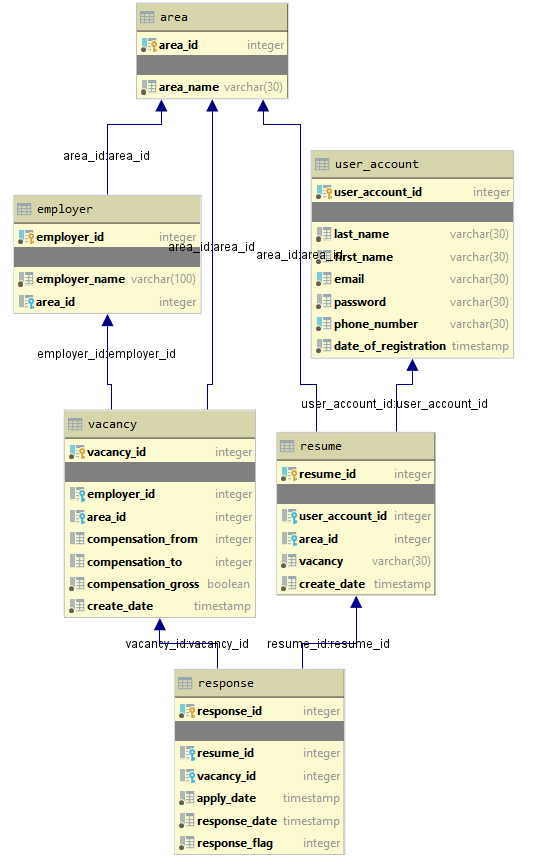 area
area_id integer
area_name varchar(30)
area_id:area_id
user_account
user_account_id integer
last_name varchar(30)
first_name varchar(30)
email varchar(30)
password varchar(30)
phone_number varchar(30)
date_of_registration timestamp
employer
employer_id integer
employer_name varchar(100)
area_id integer
area_id:area_id
area_id:area_id
employer_id:employer_id
user_account_id:user_account_id
vacancy
vacancy_id integer
employer_id integer
area_id integer
compensation_from integer
compensation_to integer
compensation_gross boolean
create_date timestamp
resume
resume_id integer
user_account_id integer
area_id integer
vacancy varchar(30)
create_date timestamp
vacancy_id:vacancy_id
resume_id:resume_id
response
response_id integer
resume_id integer
vacancy_id integer
apply_date timestamp
response_date timestamp
response_flag integer